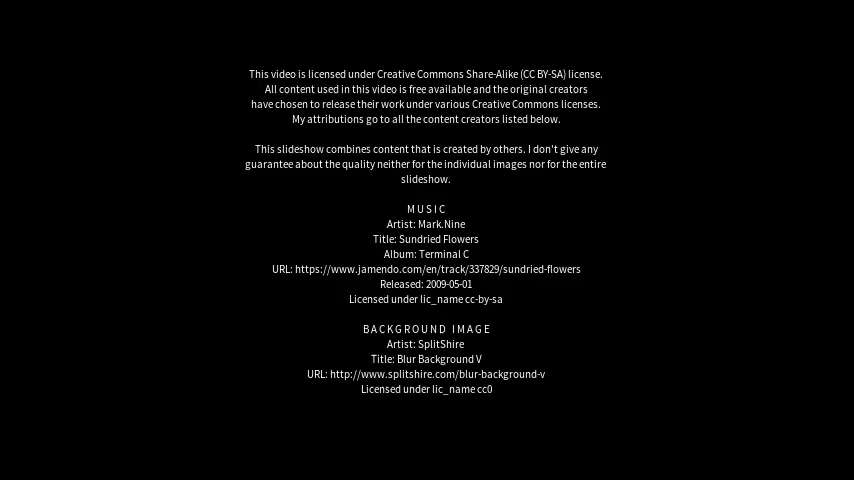 This video is licensed under Creative Commons Share-Alike (CC BY-SA) license.
All content used in this video is free available and the original creators
have chosen to release their work under various Creative Commons licenses.
My attributions go to all the content creators listed below.
This slideshow combines content that is created by others. I don't give any
guarantee about the quality neither for the individual images nor for the entire
slideshow.
MUSIC
Artist: Mark.Nine
Title: Sundried Flowers
Album: Terminal C
URL: https://www.jamendo.com/en/track/337829/sundried-flowers
Released: 2009-05-01
Licensed under lic_name cc-by-sa
BACKGROUND IMAGE
Artist: SplitShire
Title: Blur Background V
URL: http://www.splitshire.com/blur-background-v
Licensed under lic_name cc0